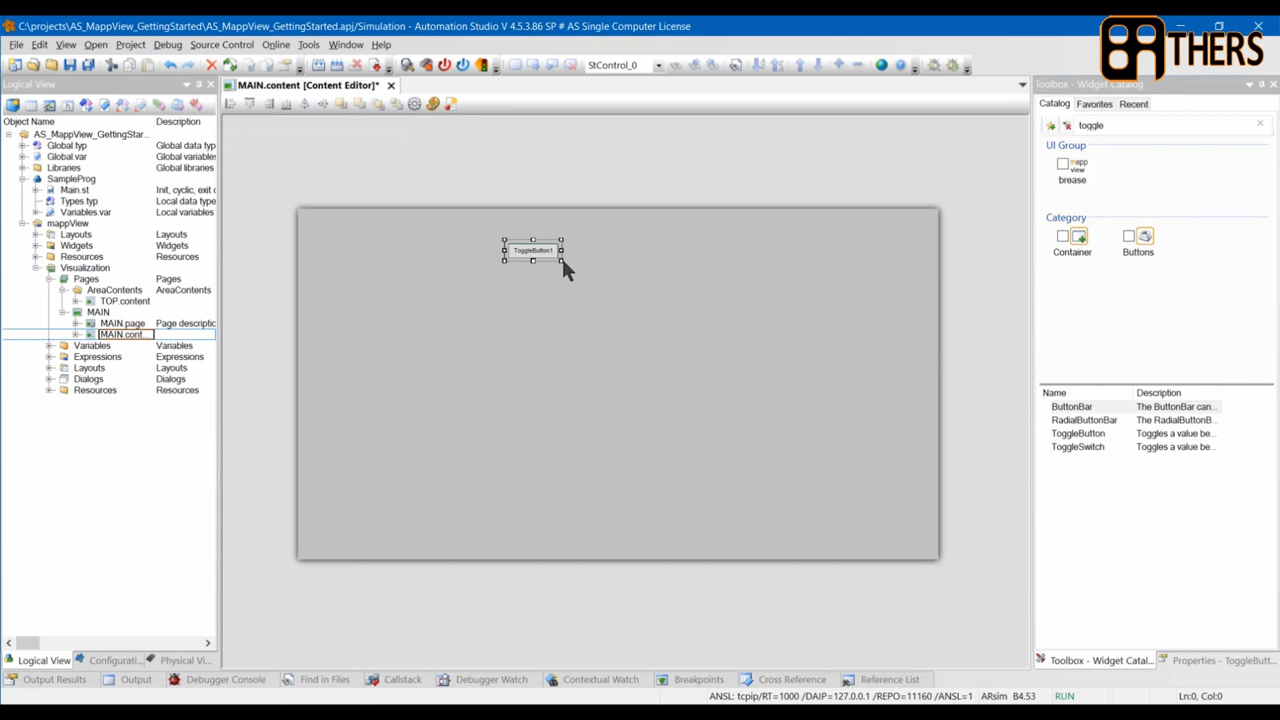 C:\projects\AS_MappView_GettingStarted\AS_MappView_GettingStarted.apj/Simulation - Automation Studio V 4.5.3.86 SP # AS Single Computer License
BRTHERS
File Edit View Open Project Debug Source Control Online Tools Window Help
StControl_0
Logical View
MAIN.content [Content Editor]*
Toolbox - Widget Catalog
Catalog Favorites Recent
toggle
Object Name Description
AS_MappView_GettingStar...
Global.typ Global data typ
Global.var Global variables
Libraries Global libraries
SampleProg
Main.st Init, cyclic, exit c
Types.typ Local data type
Variables.var Local variables
mappView
Layouts Layouts
Widgets Widgets
Resources Resources
Visualization
Pages Pages
AreaContents AreaContents
TOP.content
MAIN
MAIN.page Page descriptic
MAIN.cont
Variables Variables
Expressions Expressions
Layouts Layouts
Dialogs Dialogs
Resources Resources
ToggleButton1
UI Group
mapp
view
brease
Category
Container Buttons
Name Description
ButtonBar The ButtonBar can...
RadialButtonBar The RadialButtonB...
ToggleButton Toggles a value be...
ToggleSwitch Toggles a value be...
Logical View Configurati... Physical Vi...
Toolbox - Widget Catal... Properties - ToggleButt...
Output Results Output Debugger Console Find in Files Callstack Debugger Watch Contextual Watch Breakpoints Cross Reference Reference List
ANSL: tcpip/RT=1000 /DAIP=127.0.0.1 /REPO=11160 /ANSL=1 ARsim B4.53 RUN Ln:0, Col:0